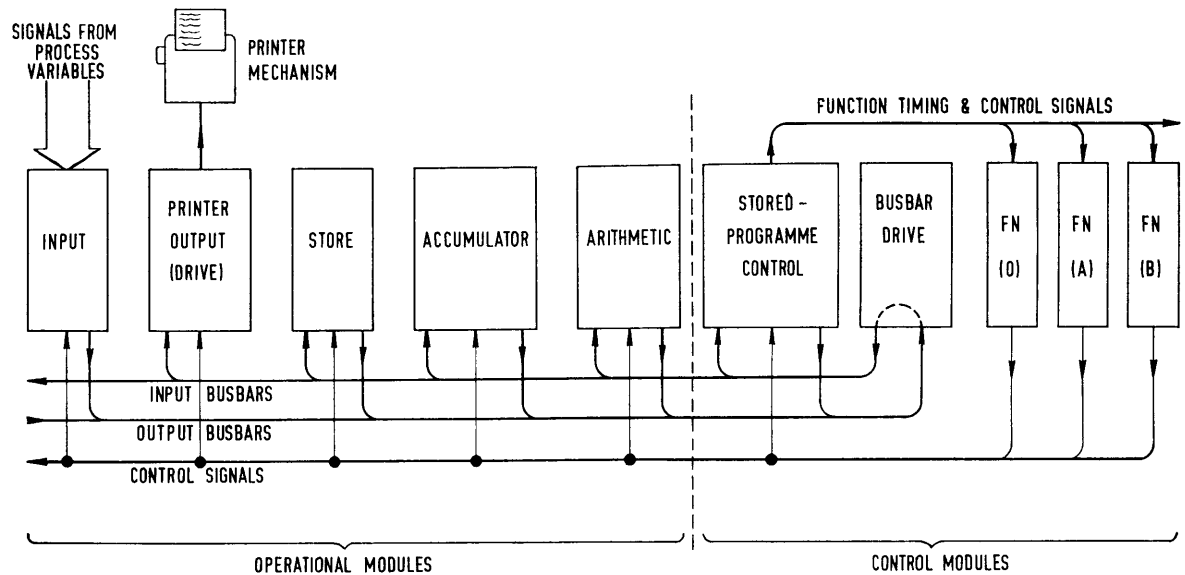 SIGNALS FROM
PROCESS
VARIABLES
PRINTER
MECHANISM
FUNCTION TIMING & CONTROL SIGNALS
INPUT
PRINTER
OUTPUT
(DRIVE)
STORE
ACCUMULATOR
ARITHMETIC
STORED-
PROGRAMME
CONTROL
BUSBAR
DRIVE
FN
(O)
FN
(A)
FN
(B)
INPUT BUSBARS
OUTPUT BUSBARS
CONTROL SIGNALS
OPERATIONAL MODULES
CONTROL MODULES